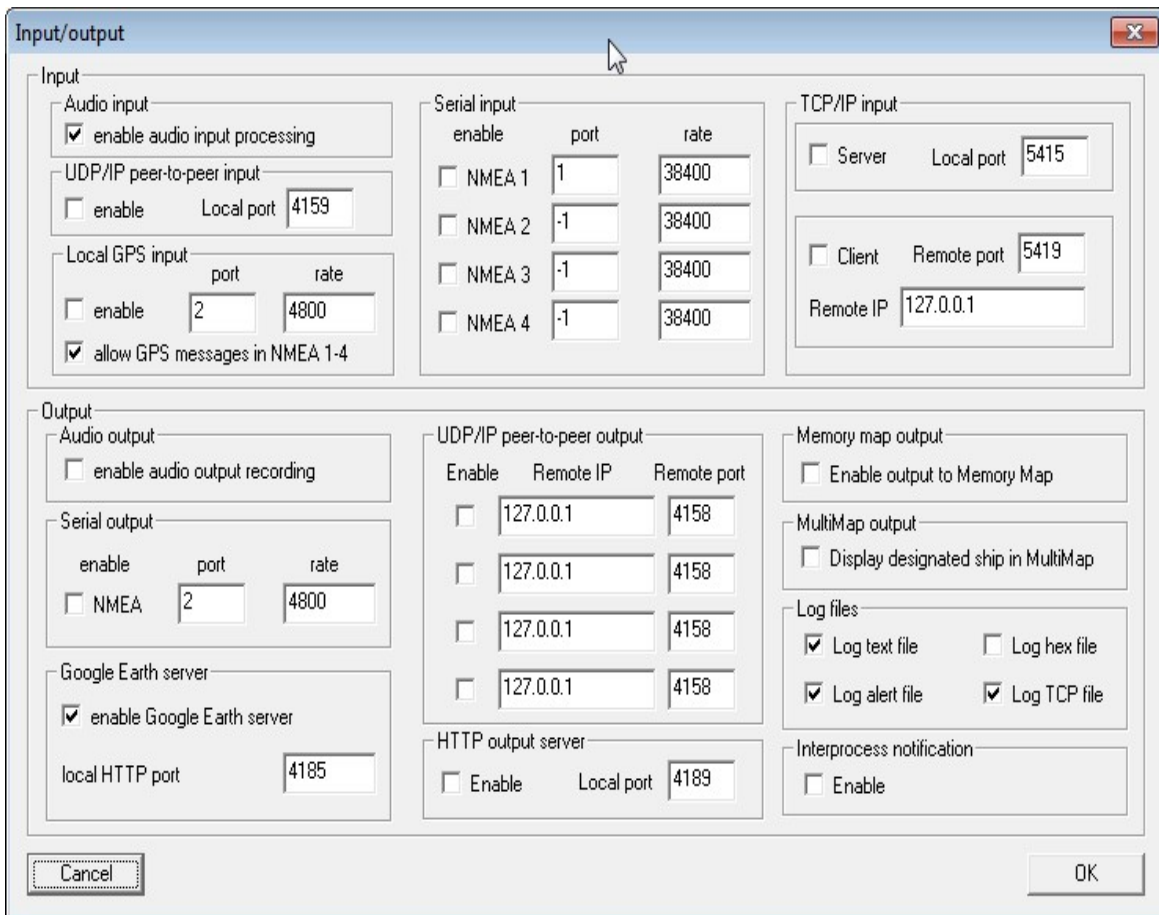 Input/output
Input
Audio input
enable audio input processing
UDP/IP peer-to-peer input
enable Local port 4159
Local GPS input
port rate
enable 2 4800
allow GPS messages in NMEA 1-4
Serial input
enable port rate
NMEA 1 1 38400
NMEA 2 -1 38400
NMEA 3 -1 38400
NMEA 4 -1 38400
TCP/IP input
Server Local port 5415
Client Remote port 5419
Remote IP 127.0.0.1
Output
Audio output
enable audio output recording
Serial output
enable port rate
NMEA 2 4800
Google Earth server
enable Google Earth server
local HTTP port 4185
UDP/IP peer-to-peer output
Enable Remote IP Remote port
127.0.0.1 4158
127.0.0.1 4158
127.0.0.1 4158
127.0.0.1 4158
HTTP output server
Enable Local port 4189
Memory map output
Enable output to Memory Map
MultiMap output
Display designated ship in MultiMap
Log files
Log text file Log hex file
Log alert file Log TCP file
Interprocess notification
Enable
Cancel OK